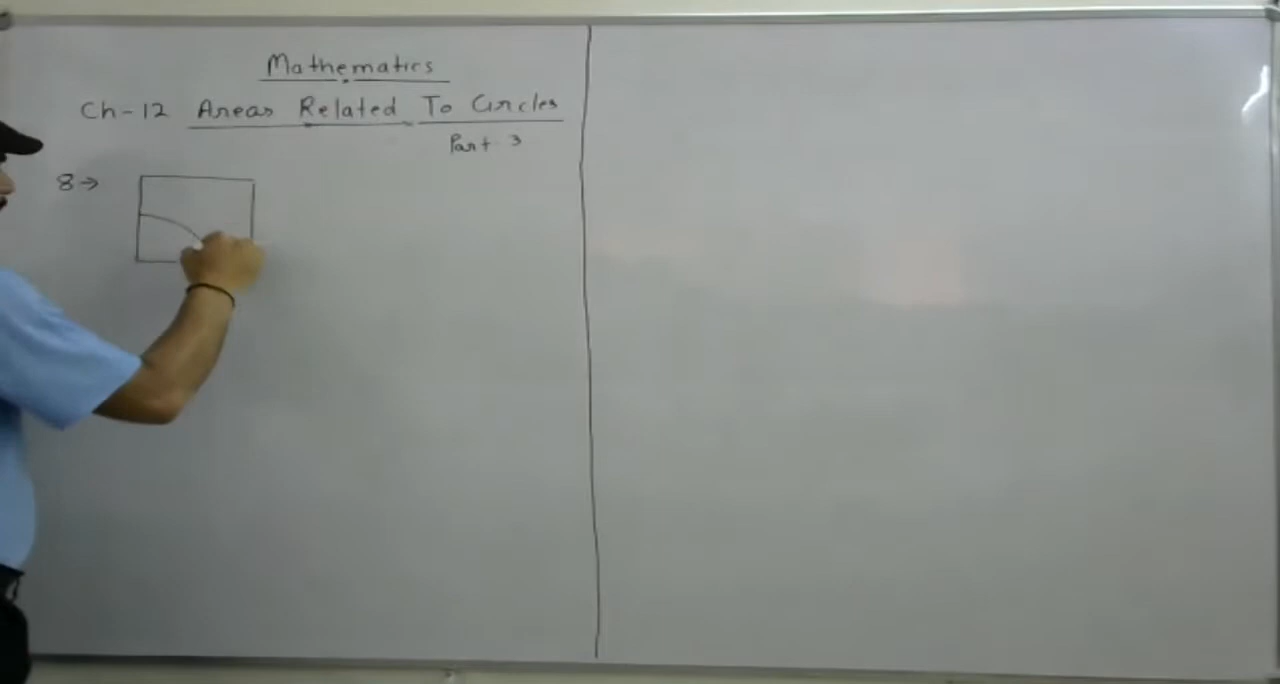 Mathematics
Ch-12 Areas Related To Circles
Part 3
8→